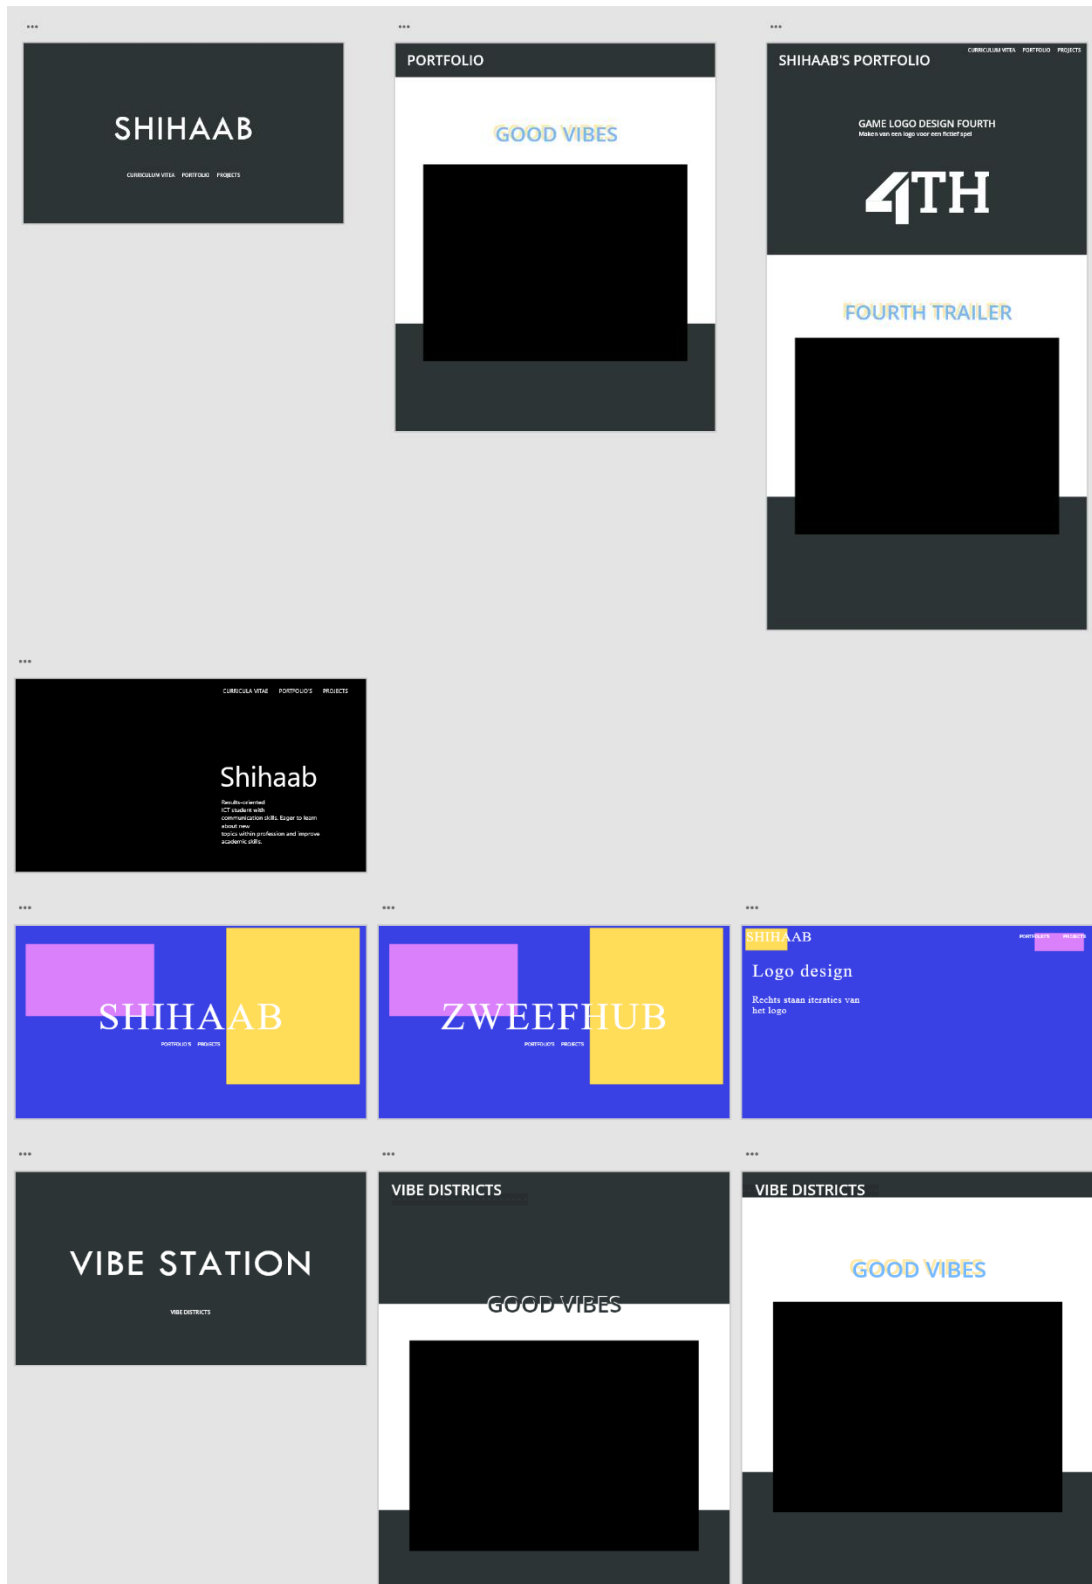 SHIHAAB
CURRICULUM VITEA PORTFOLIO PROJECTS
PORTFOLIO
GOOD VIBES
CURRICULUM VITEA PORTFOLIO PROJECTS
SHIHAAB'S PORTFOLIO
GAME LOGO DESIGN FOURTH
Maken van een logo voor een fictief spel
4TH
FOURTH TRAILER
CURRICULA VITAE PORTFOLIO'S PROJECTS
Shihaab
Results-oriented
ICT student with
communication skills. Eager to learn
about new
topics within profession and improve
academic skills.
SHIHAAB
PORTFOLIO'S PROJECTS
ZWEEFHUB
PORTFOLIO'S PROJECTS
SHIHAAB
PORTFOLIO'S PROJECTS
Logo design
Rechts staan iteraties van
het logo
VIBE STATION
VIBE DISTRICTS
VIBE DISTRICTS
GOOD VIBES
VIBE DISTRICTS
GOOD VIBES